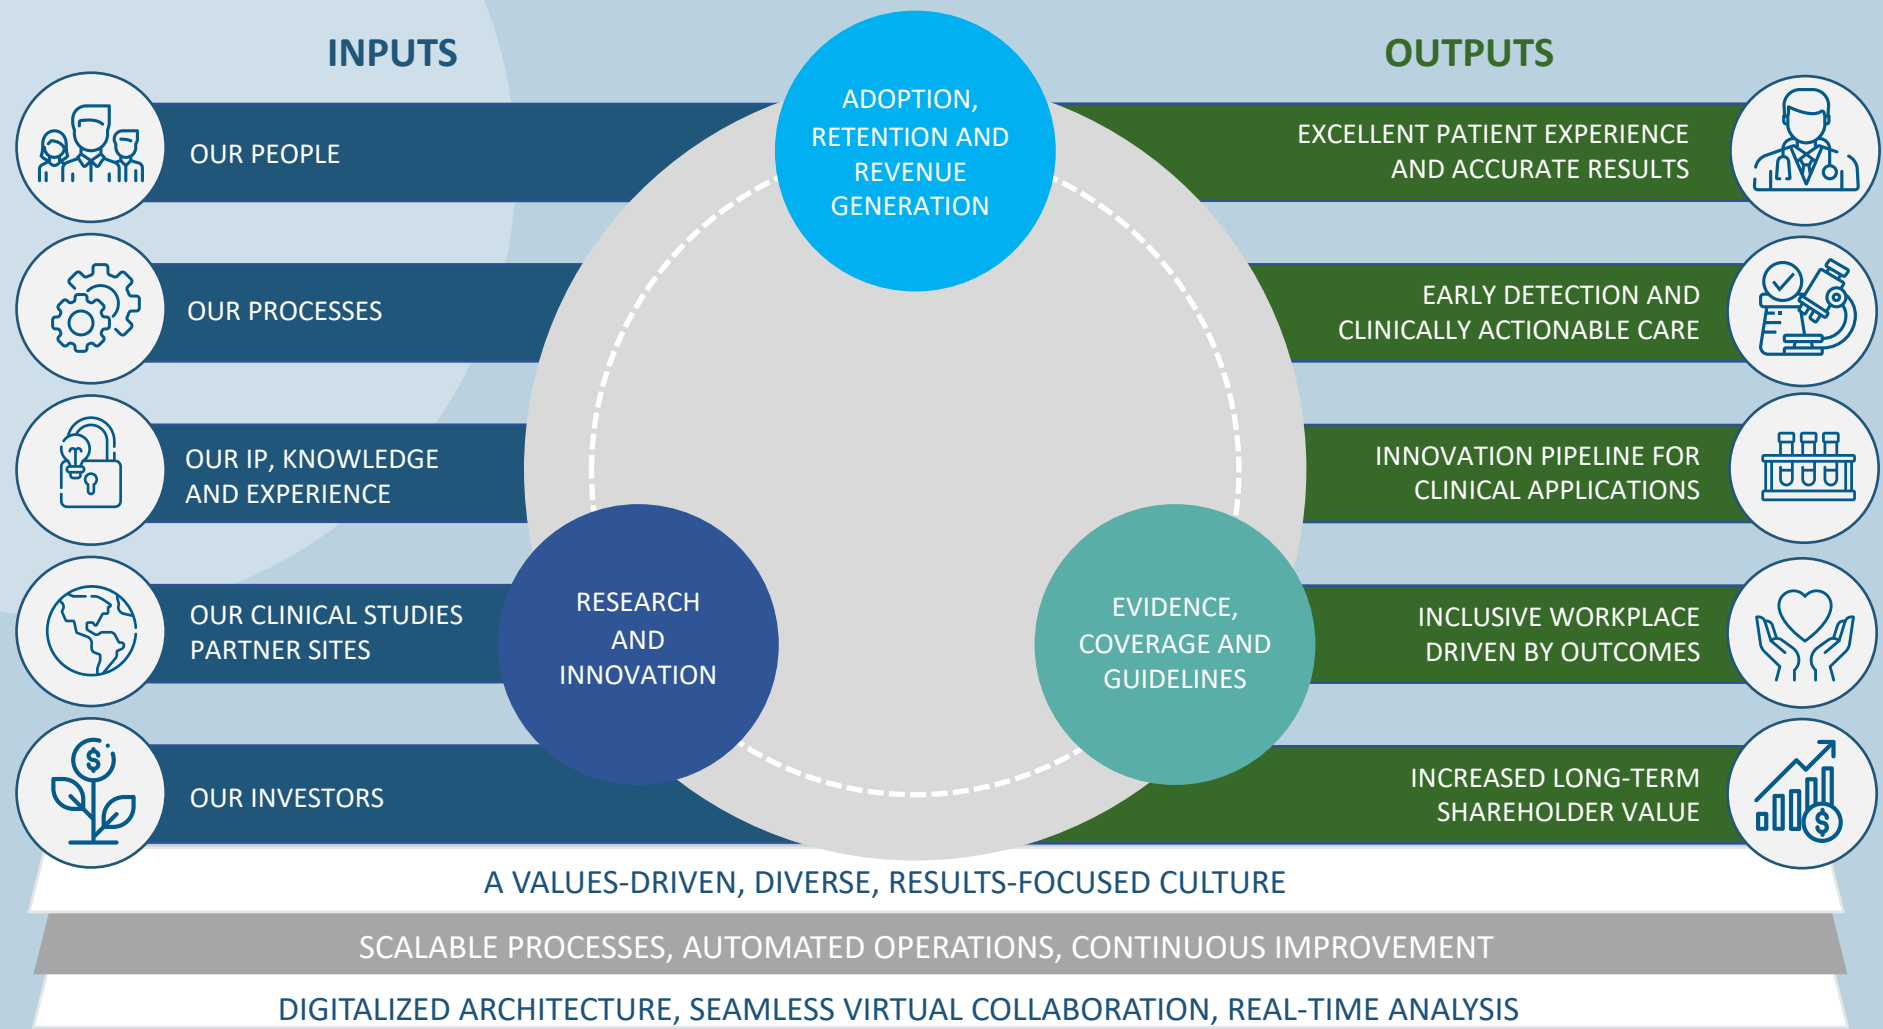 INPUTS
OUR PEOPLE
OUR PROCESSES
OUR IP, KNOWLEDGE
AND EXPERIENCE
OUR CLINICAL STUDIES
PARTNER SITES
OUR INVESTORS
ADOPTION,
RETENTION AND
REVENUE
GENERATION
RESEARCH
AND
INNOVATION
EVIDENCE,
COVERAGE AND
GUIDELINES
OUTPUTS
EXCELLENT PATIENT EXPERIENCE
AND ACCURATE RESULTS
EARLY DETECTION AND
CLINICALLY ACTIONABLE CARE
INNOVATION PIPELINE FOR
CLINICAL APPLICATIONS
INCLUSIVE WORKPLACE
DRIVEN BY OUTCOMES
INCREASED LONG-TERM
SHAREHOLDER VALUE
A VALUES-DRIVEN, DIVERSE, RESULTS-FOCUSED CULTURE
SCALABLE PROCESSES, AUTOMATED OPERATIONS, CONTINUOUS IMPROVEMENT
DIGITALIZED ARCHITECTURE, SEAMLESS VIRTUAL COLLABORATION, REAL-TIME ANALYSIS